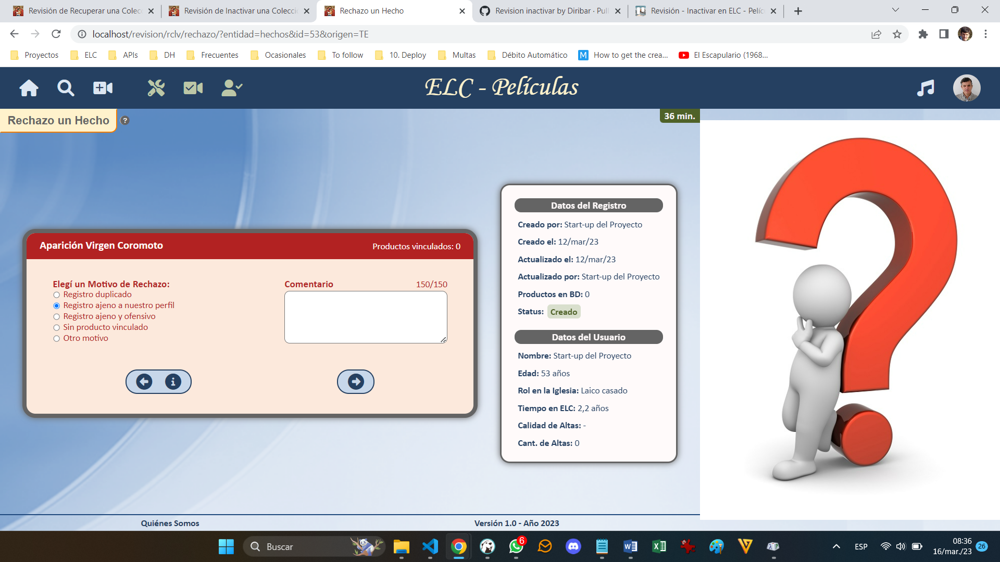 Revisión de Recuperar una Colecc
Revisión de Inactivar una Colecci
Rechazo un Hecho
Revision inactivar by Diribar · Pull
Revisión - Inactivar en ELC - Pelíc
localhost/revision/rclv/rechazo/?entidad=hechos&id=53&origen=TE
Proyectos
ELC
APIs
DH
Frecuentes
Ocasionales
To follow
10. Deploy
Multas
Débito Automático
M
How to get the crea...
El Escapulario (1968...
ELC - Películas
Rechazo un Hecho
?
36 min.
Aparición Virgen Coromoto
Productos vinculados: 0
Elegí un Motivo de Rechazo:
Registro duplicado
Registro ajeno a nuestro perfil
Registro ajeno y ofensivo
Sin producto vinculado
Otro motivo
Comentario
150/150
Datos del Registro
Creado por: Start-up del Proyecto
Creado el: 12/mar/23
Actualizado el: 12/mar/23
Actualizado por: Start-up del Proyecto
Productos en BD: 0
Status: Creado
Datos del Usuario
Nombre: Start-up del Proyecto
Edad: 53 años
Rol en la Iglesia: Laico casado
Tiempo en ELC: 2,2 años
Calidad de Altas: -
Cant. de Altas: 0
Quiénes Somos
Versión 1.0 - Año 2023
Buscar
6
ESP
08:36
16/mar./23
26